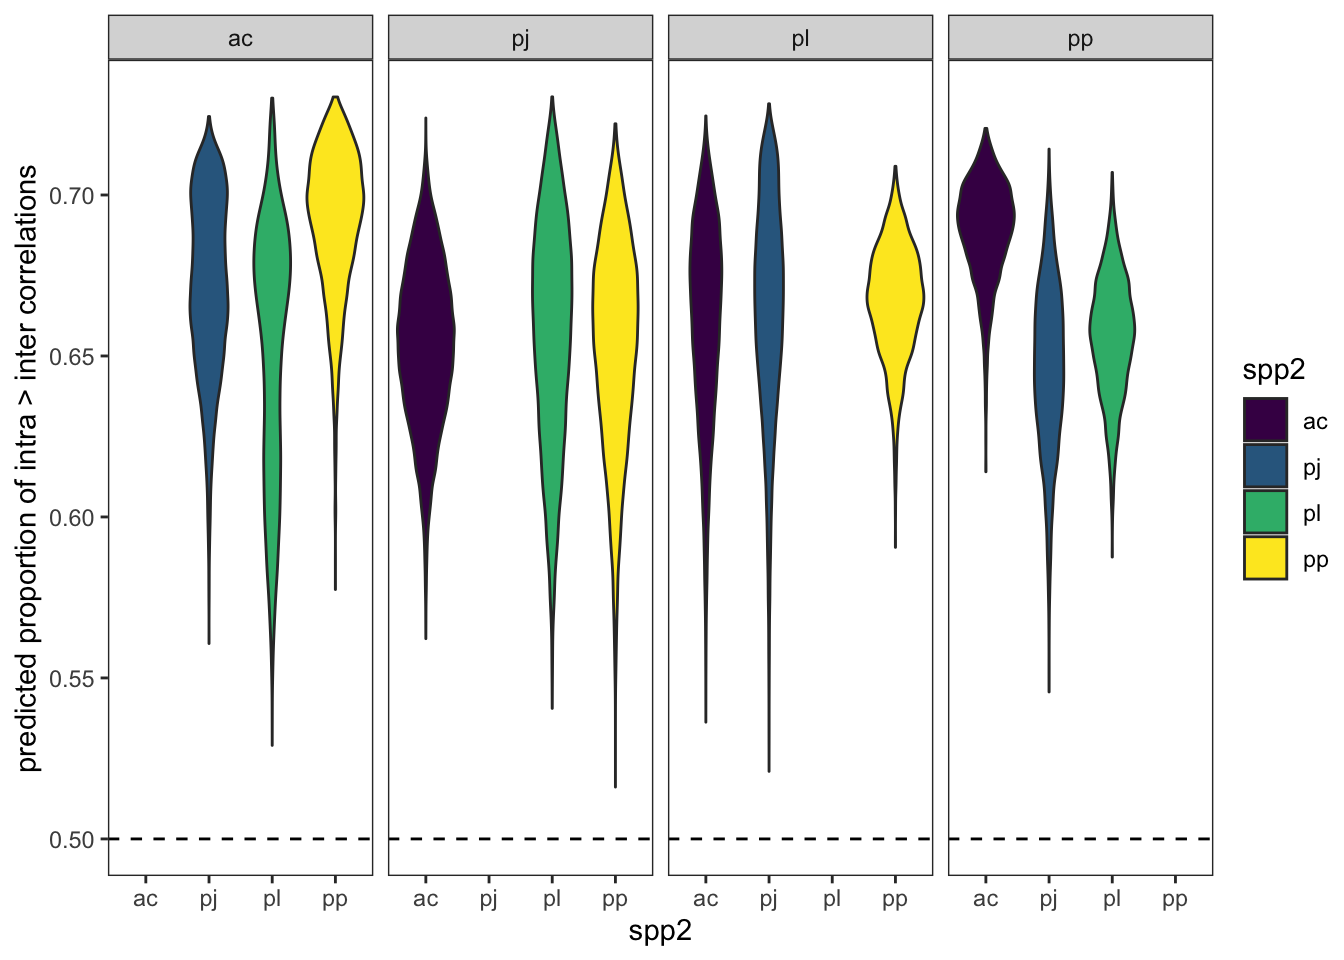 ac pj pl pp
predicted proportion of intra > inter correlations
0.70
0.65
0.60
0.55
0.50
ac pj pl pp ac pj pl pp ac pj pl pp ac pj pl pp
spp2
spp2
ac
pj
pl
pp